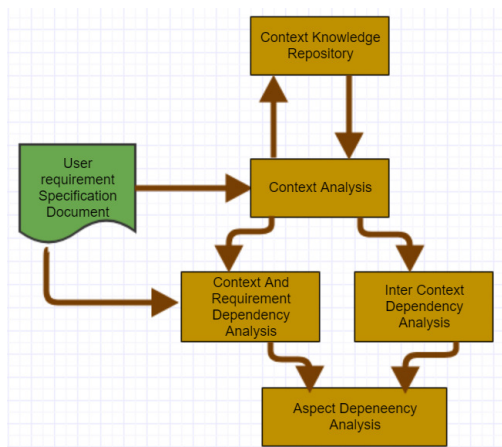 Context Knowledge
Repository
User
requirement
Specification
Document
Context Analysis
Context And
Requirement
Dependency
Analysis
Inter Context
Dependency
Analysis
Aspect Depeneency
Analysis